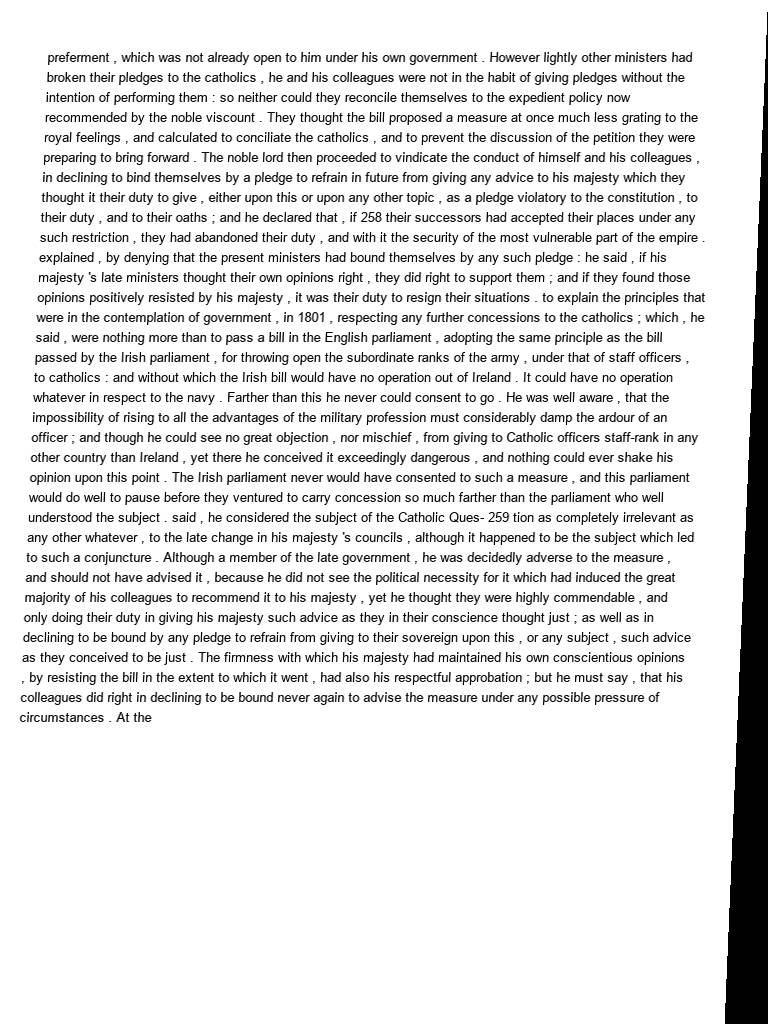 preferment , which was not already open to him under his own government . However lightly other ministers had
broken their pledges to the catholics , he and his colleagues were not in the habit of giving pledges without the
intention of performing them : so neither could they reconcile themselves to the expedient policy now
recommended by the noble viscount . They thought the bill proposed a measure at once much less grating to the
royal feelings , and calculated to conciliate the catholics , and to prevent the discussion of the petition they were
preparing to bring forward . The noble lord then proceeded to vindicate the conduct of himself and his colleagues ,
in declining to bind themselves by a pledge to refrain in future from giving any advice to his majesty which they
thought it their duty to give , either upon this or upon any other topic , as a pledge violatory to the constitution , to
their duty , and to their oaths ; and he declared that , if 258 their successors had accepted their places under any
such restriction , they had abandoned their duty , and with it the security of the most vulnerable part of the empire .
explained , by denying that the present ministers had bound themselves by any such pledge : he said , if his
majesty 's late ministers thought their own opinions right , they did right to support them ; and if they found those
opinions positively resisted by his majesty , it was their duty to resign their situations . to explain the principles that
were in the contemplation of government , in 1801 , respecting any further concessions to the catholics ; which , he
said , were nothing more than to pass a bill in the English parliament , adopting the same principle as the bill
passed by the Irish parliament , for throwing open the subordinate ranks of the army , under that of staff officers ,
to catholics : and without which the Irish bill would have no operation out of Ireland . It could have no operation
whatever in respect to the navy . Farther than this he never could consent to go . He was well aware , that the
impossibility of rising to all the advantages of the military profession must considerably damp the ardour of an
officer ; and though he could see no great objection , nor mischief , from giving to Catholic officers staff-rank in any
other country than Ireland , yet there he conceived it exceedingly dangerous , and nothing could ever shake his
opinion upon this point . The Irish parliament never would have consented to such a measure , and this parliament
would do well to pause before they ventured to carry concession so much farther than the parliament who well
understood the subject . said , he considered the subject of the Catholic Ques- 259 tion as completely irrelevant as
any other whatever , to the late change in his majesty 's councils , although it happened to be the subject which led
to such a conjuncture . Although a member of the late government , he was decidedly adverse to the measure ,
and should not have advised it , because he did not see the political necessity for it which had induced the great
majority of his colleagues to recommend it to his majesty , yet he thought they were highly commendable , and
only doing their duty in giving his majesty such advice as they in their conscience thought just ; as well as in
declining to be bound by any pledge to refrain from giving to their sovereign upon this , or any subject , such advice
as they conceived to be just . The firmness with which his majesty had maintained his own conscientious opinions
, by resisting the bill in the extent to which it went , had also his respectful approbation ; but he must say , that his
colleagues did right in declining to be bound never again to advise the measure under any possible pressure of
circumstances . At the